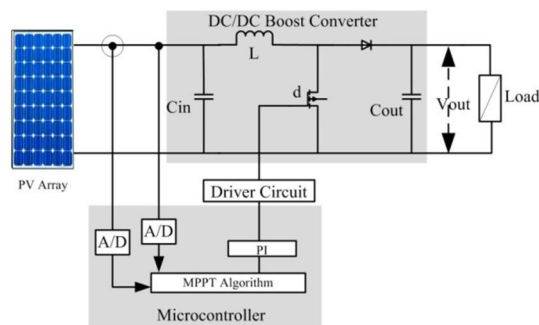 DC/DC Boost Converter
L
Cin
d
Cout
Vout
Load
PV Array
Driver Circuit
A/D
A/D
PI
MPPT Algorithm
Microcontroller